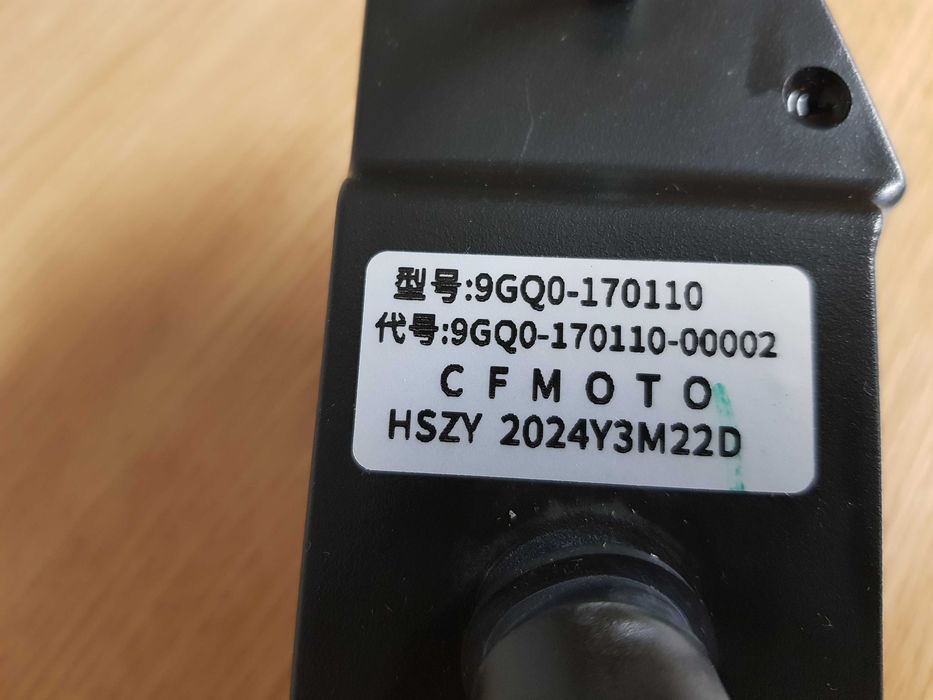 型号:9GQ0-170110
代号:9GQ0-170110-00002
CFMOTO
HSZY 2024Y3M22D